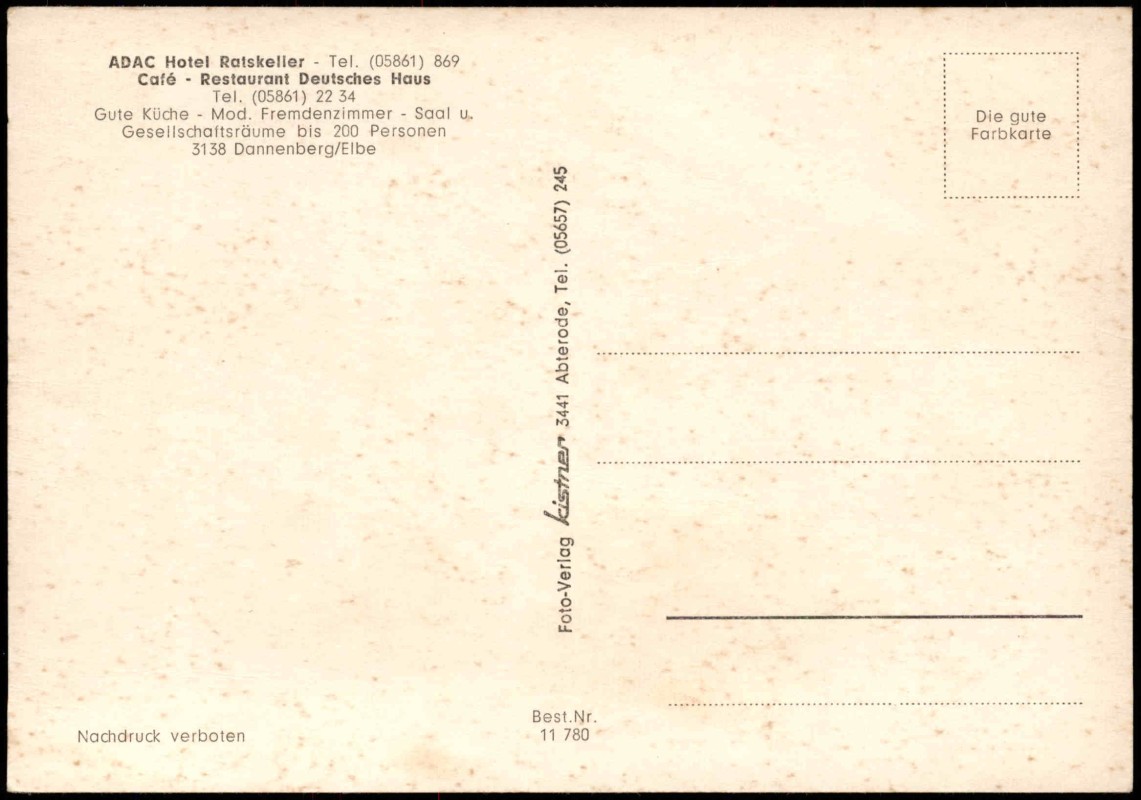 ADAC Hotel Ratskeller - Tel. (05861) 869
Café - Restaurant Deutsches Haus
Tel. (05861) 22 34
Gute Küche - Mod. Fremdenzimmer - Saal u.
Gesellschaftsräume bis 200 Personen
3138 Dannenberg/Elbe
Die gute
Farbkarte
Foto-Verlag kistner 3441 Abterode, Tel. (05657) 245
Nachdruck verboten
Best.Nr.
11 780